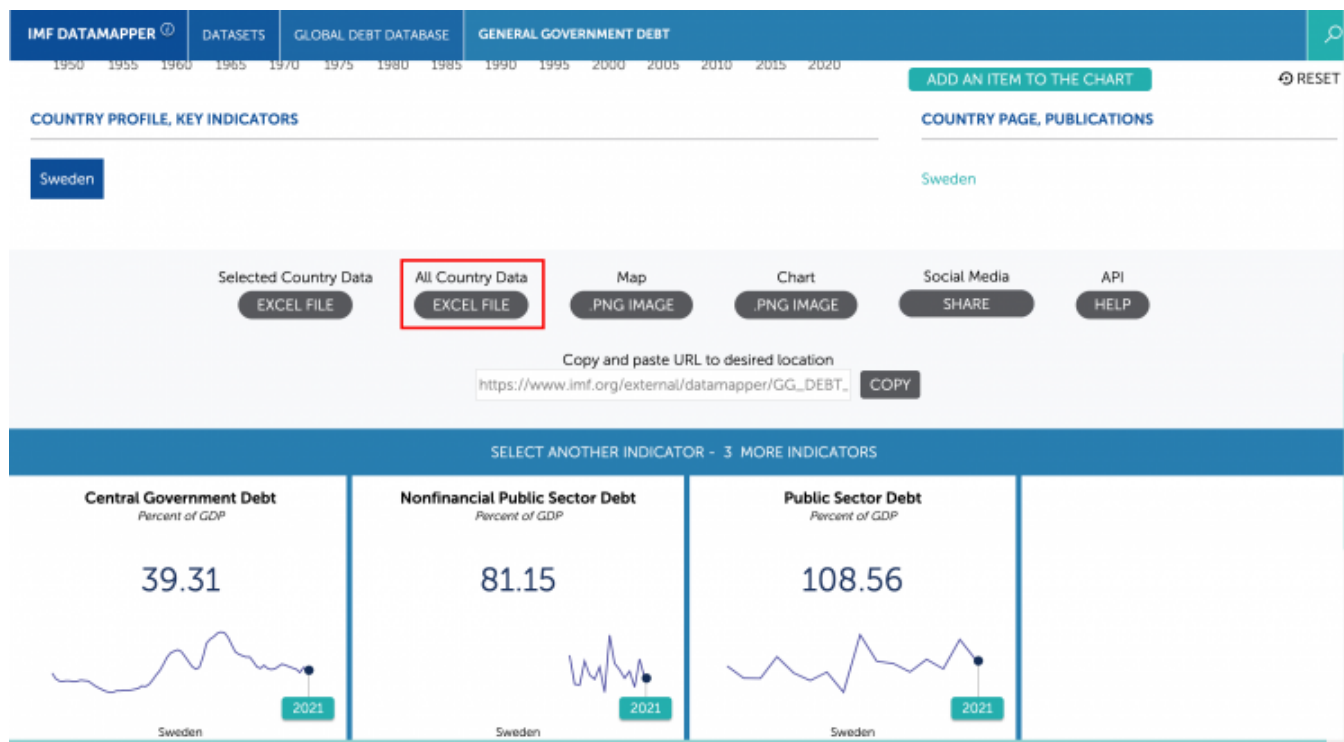 IMF DATAMAPPER DATASETS GLOBAL DEBT DATABASE GENERAL GOVERNMENT DEBT
1950 1955 1960 1965 1970 1975 1980 1985 1990 1995 2000 2005 2010 2015 2020
ADD AN ITEM TO THE CHART RESET
COUNTRY PROFILE, KEY INDICATORS COUNTRY PAGE, PUBLICATIONS
Sweden Sweden
Selected Country Data All Country Data Map Chart Social Media API
EXCEL FILE EXCEL FILE .PNG IMAGE .PNG IMAGE SHARE HELP
Copy and paste URL to desired location
https://www.imf.org/external/datamapper/GG_DEBT_ COPY
SELECT ANOTHER INDICATOR - 3 MORE INDICATORS
Central Government Debt Nonfinancial Public Sector Debt Public Sector Debt
Percent of GDP Percent of GDP Percent of GDP
39.31 81.15 108.56
2021 2021 2021
Sweden Sweden Sweden